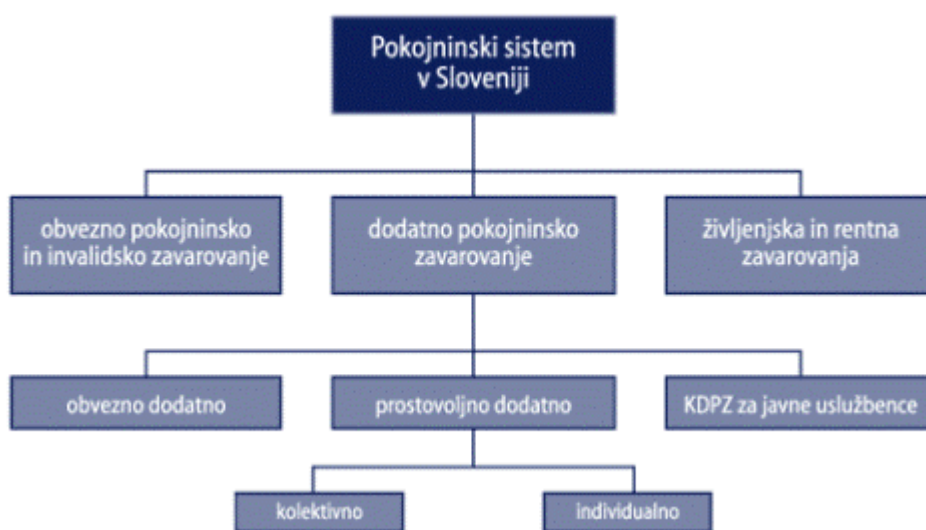 Pokojninski sistem
v Sloveniji
obvezno pokojninsko
in invalidsko zavarovanje
dodatno pokojninsko
zavarovanje
življenjska in rentna
zavarovanja
obvezno dodatno
prostovoljno dodatno
KDPZ za javne uslužbence
kolektivno
individualno